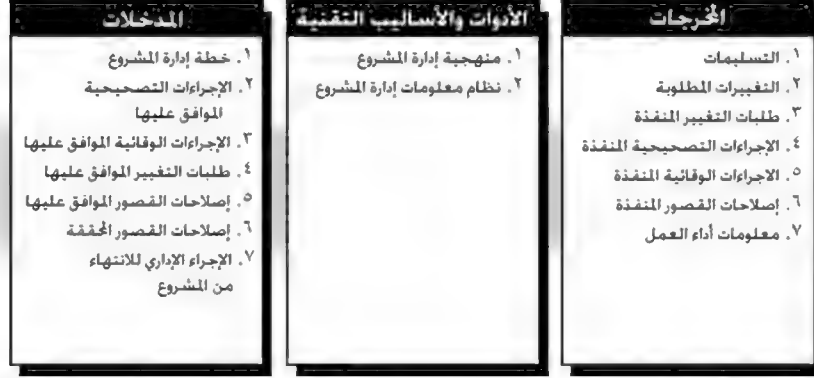 المدخلات
١. خطة إدارة المشروع
٢. الإجراءات التصحيحية
الموافق عليها
٣. الإجراءات الوقائية الموافق عليها
٤. طلبات التغيير الموافق عليها
٥. إصلاحات القصور الموافق عليها
٦. إصلاحات القصور المحققة
٧. الإجراء الإداري للانتهاء
من المشروع
الأدوات والأساليب التقنية
١. منهجية إدارة المشروع
٢. نظام معلومات إدارة المشروع
المخرجات
١. التسليمات
٢. التغييرات المطلوبة
٣. طلبات التغيير المنفذة
٤. الإجراءات التصحيحية المنفذة
٥. الاجراءات الوقائية المنفذة
٦. إصلاحات القصور المنفذة
٧. معلومات أداء العمل